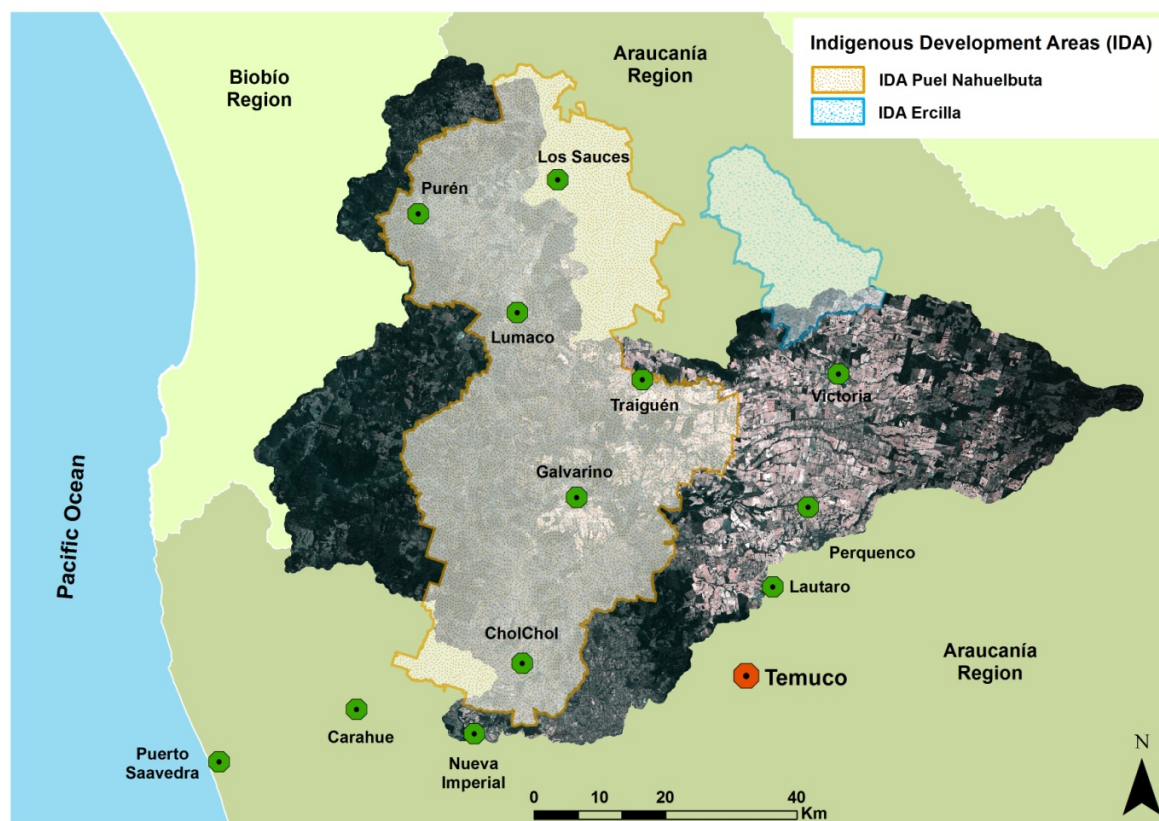 Indigenous Development Areas (IDA)
IDA Puel Nahuelbuta
IDA Ercilla
Araucanía
Region
Biobío
Region
Los Sauces
Purén
Lumaco
Traiguén
Victoria
Galvarino
Pacific Ocean
Perquenco
Lautaro
CholChol
Araucanía
Region
Temuco
Carahue
Nueva
Imperial
Puerto
Saavedra
N
0 10 20 40
Km